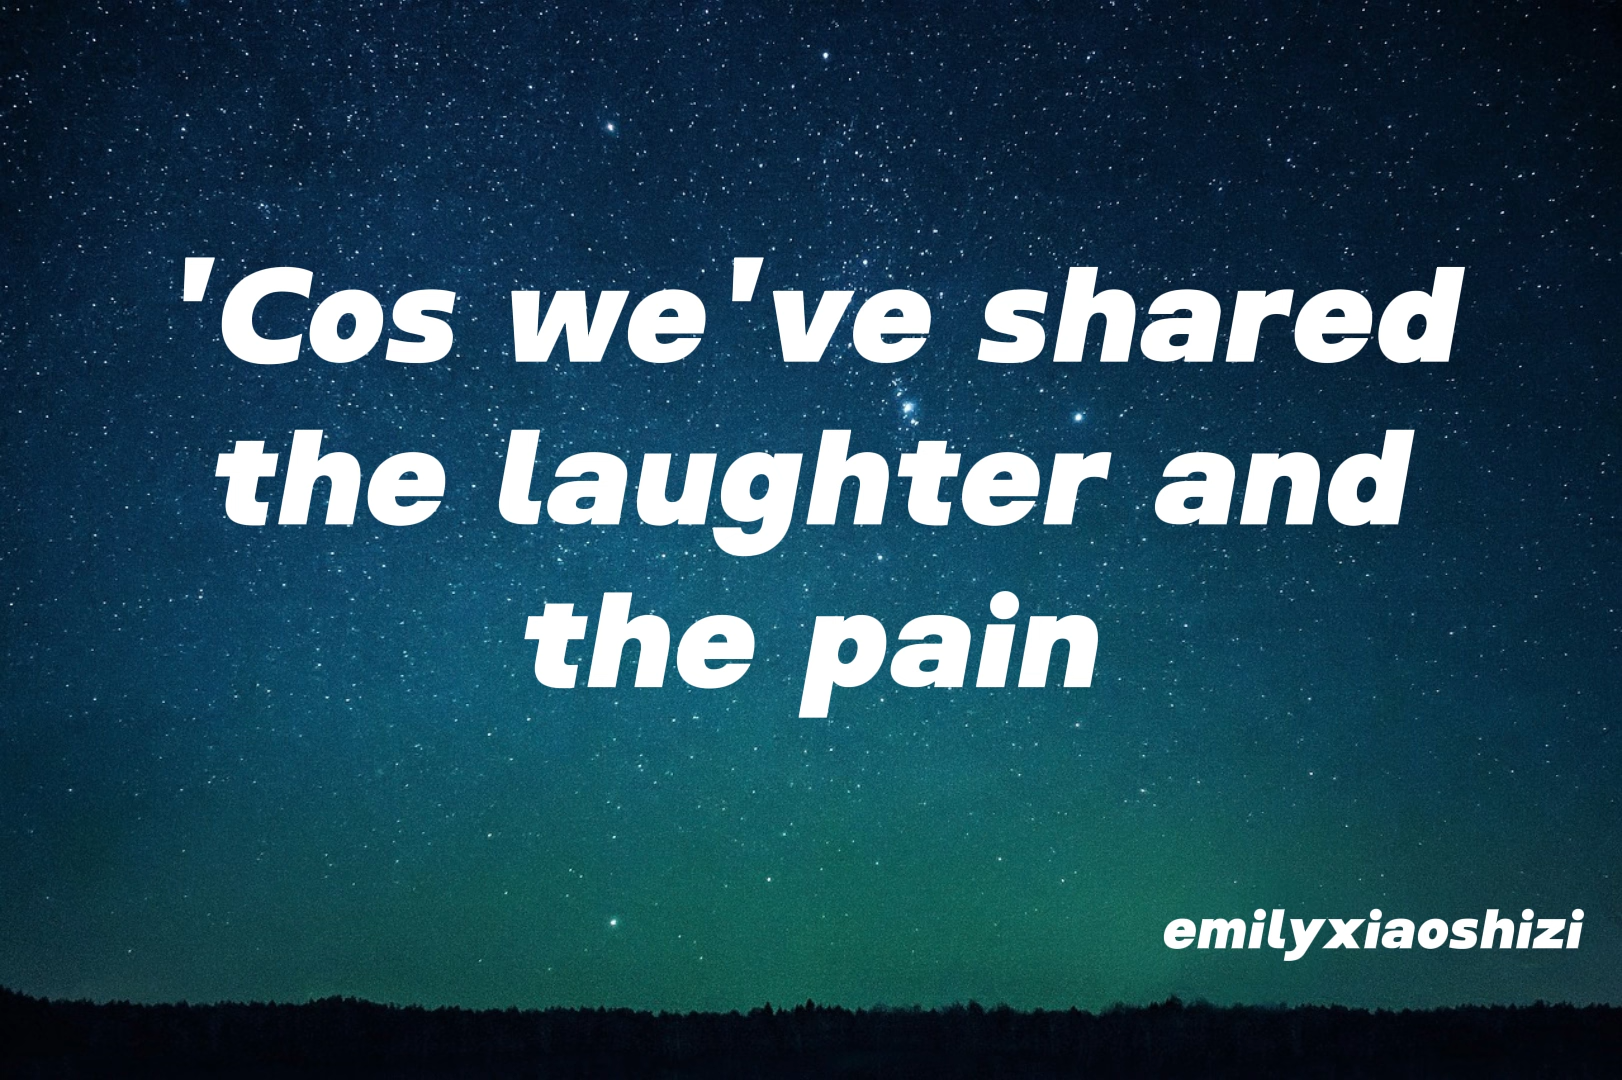 'Cos we've shared
the laughter and
the pain
emilyxiaoshizi